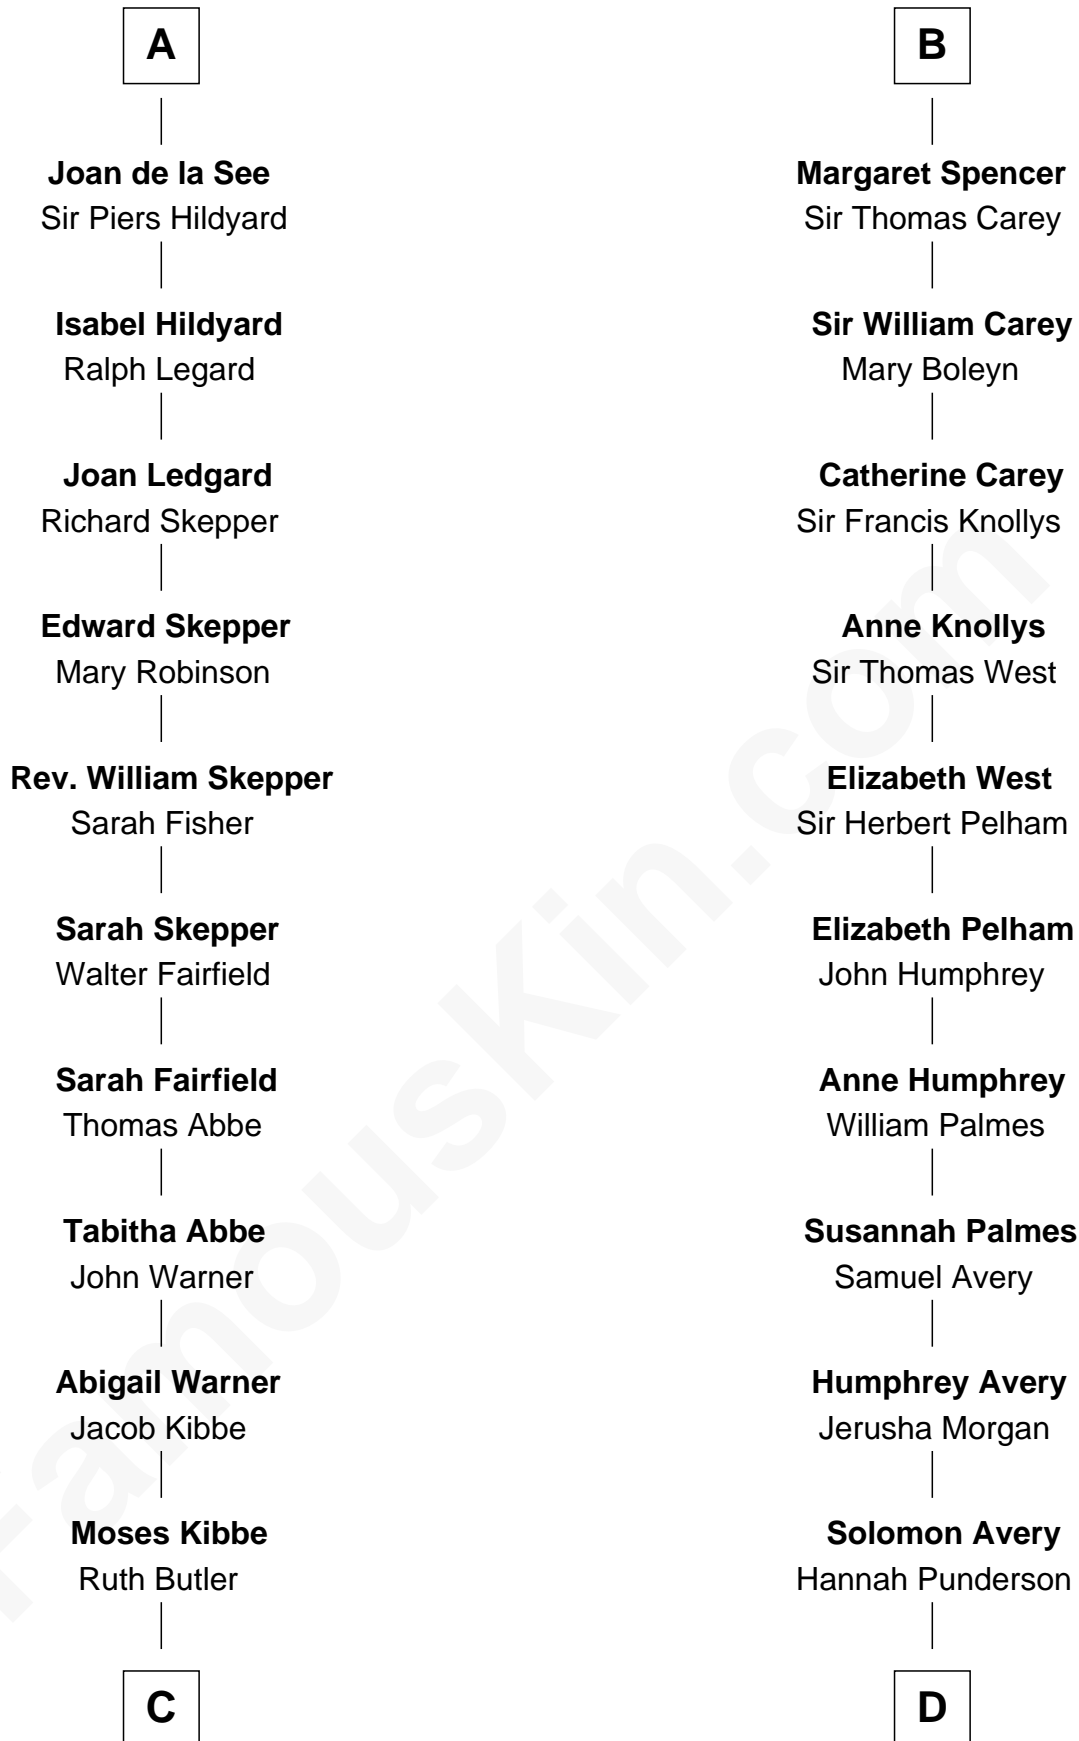 A
Joan de la See
Sir Piers Hildyard
Isabel Hildyard
Ralph Legard
Joan Ledgard
Richard Skepper
Edward Skepper
Mary Robinson
Rev. William Skepper
Sarah Fisher
Sarah Skepper
Walter Fairfield
Sarah Fairfield
Thomas Abbe
Tabitha Abbe
John Warner
Abigail Warner
Jacob Kibbe
Moses Kibbe
Ruth Butler
C
B
Margaret Spencer
Sir Thomas Carey
Sir William Carey
Mary Boleyn
Catherine Carey
Sir Francis Knollys
Anne Knollys
Sir Thomas West
Elizabeth West
Sir Herbert Pelham
Elizabeth Pelham
John Humphrey
Anne Humphrey
William Palmes
Susannah Palmes
Samuel Avery
Humphrey Avery
Jerusha Morgan
Solomon Avery
Hannah Punderson
D
FamousKin.com